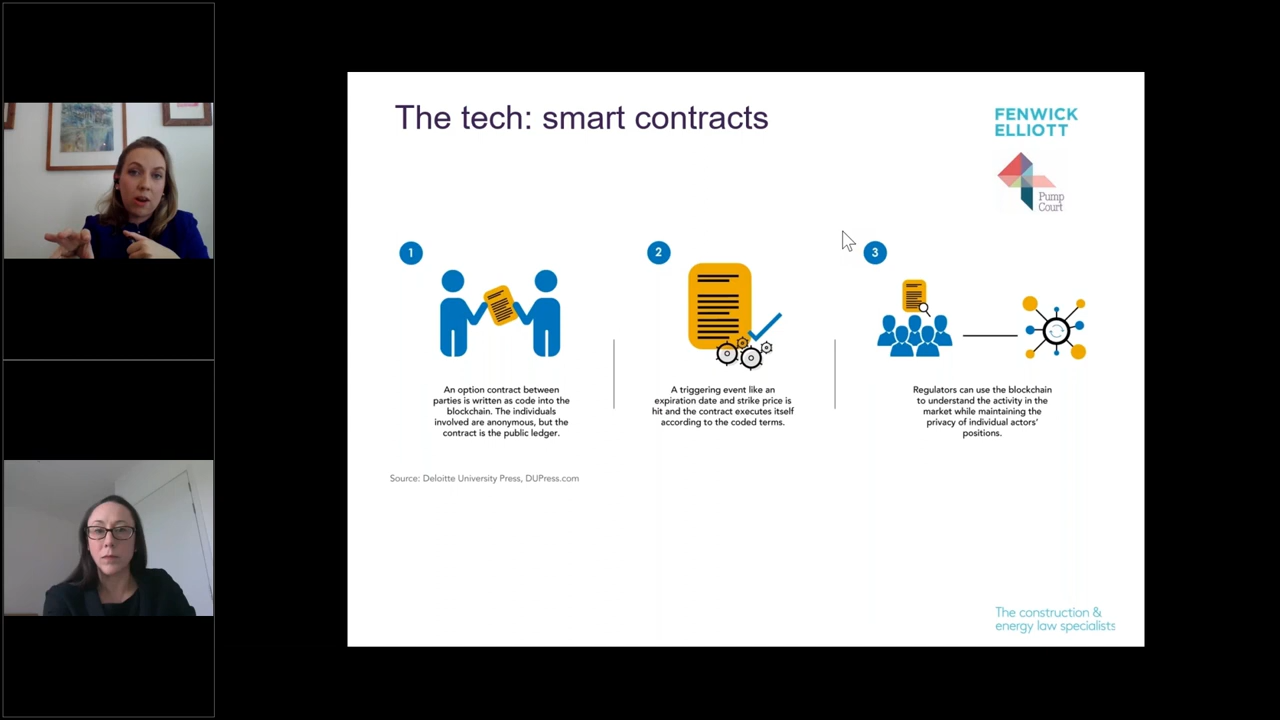 The tech: smart contracts
FENWICK
ELLIOTT
Pump
Court
1
An option contract between
parties is written as code into the
blockchain. The individuals
involved are anonymous, but the
contract is the public ledger.
2
A triggering event like an
expiration date and strike price is
hit and the contract executes itself
according to the coded terms.
3
Regulators can use the blockchain
to understand the activity in the
market while maintaining the
privacy of individual actors'
positions.
Source: Deloitte University Press, DUPress.com
The construction &
energy law specialists